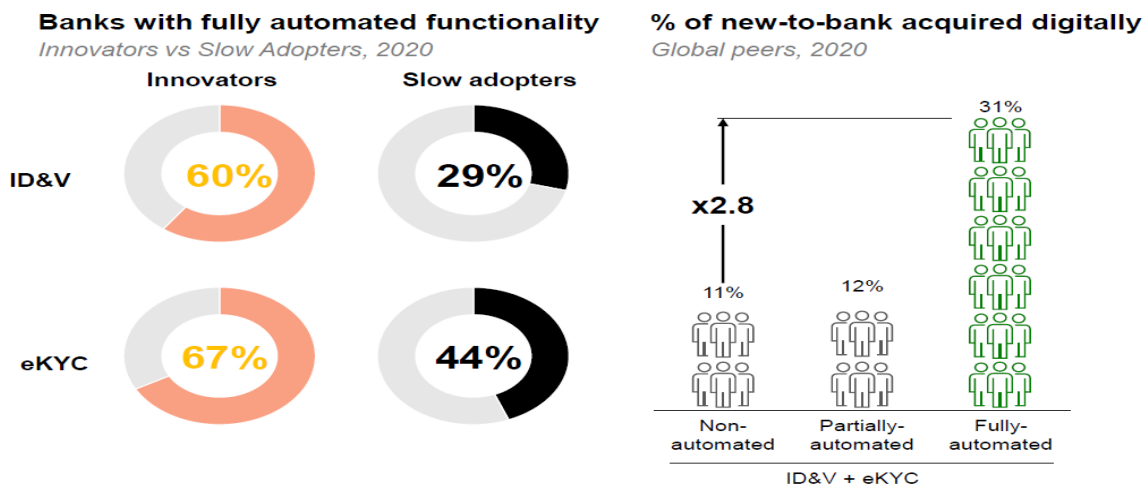 Banks with fully automated functionality
Innovators vs Slow Adopters, 2020
Innovators
Slow adopters
ID&V
60%
29%
eKYC
67%
44%
% of new-to-bank acquired digitally
Global peers, 2020
31%
x2.8
11%
12%
Non-
automated
Partially-
automated
Fully-
automated
ID&V + eKYC